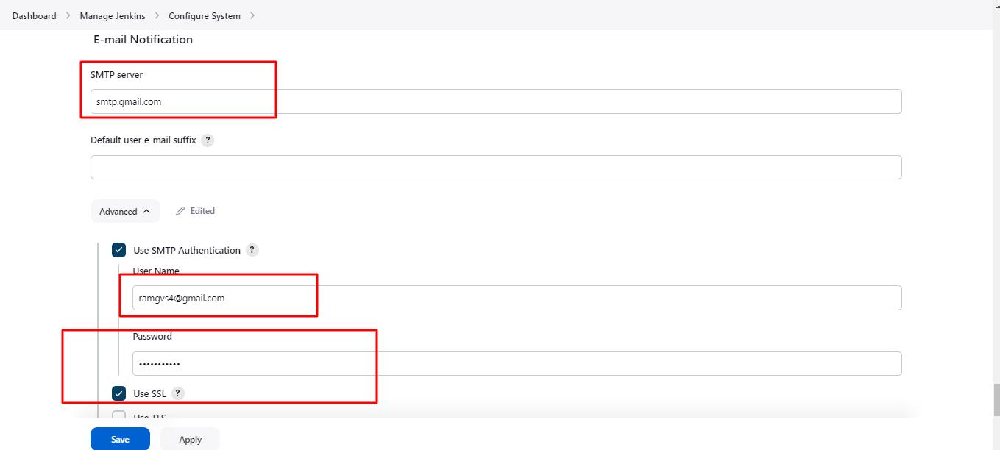 Dashboard > Manage Jenkins > Configure System >
E-mail Notification
SMTP server
smtp.gmail.com
Default user e-mail suffix ?
Advanced Edited
Use SMTP Authentication ?
User Name
ramgvs4@gmail.com
Password
•••••••••••
Use SSL ?
Use TLS
Save Apply